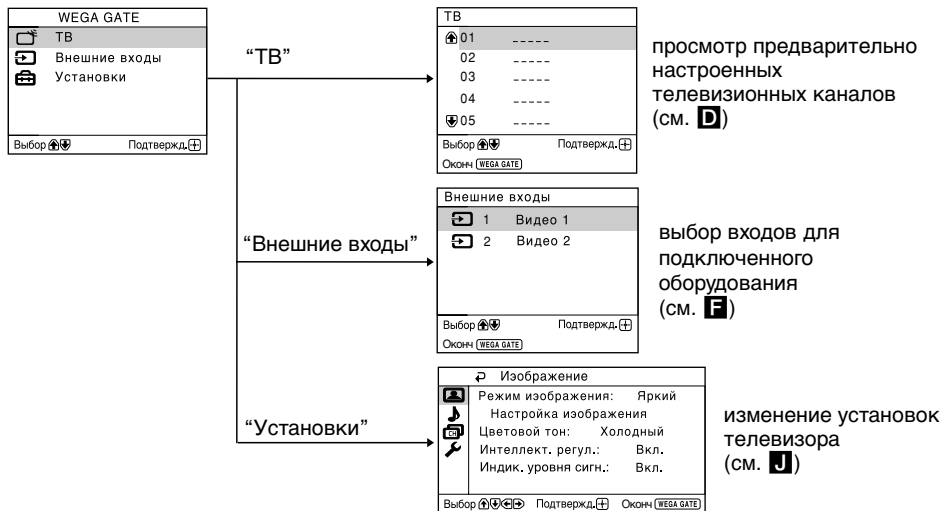 WEGA GATE
ТВ
Внешние входы
Установки
Выбор Подтвержд.
“ТВ”
ТВ
01 -----
02 -----
03 -----
04 -----
05 -----
Выбор Подтвержд.
Оконч WEGA GATE
просмотр предварительно
настроенных
телевизионных каналов
(см. D)
“Внешние входы”
Внешние входы
1 Видео 1
2 Видео 2
Выбор Подтвержд.
Оконч WEGA GATE
выбор входов для
подключенного
оборудования
(см. F)
“Установки”
Изображение
Режим изображения: Яркий
Настройка изображения
CH Цветовой тон: Холодный
Интеллект. регул.: Вкл.
Индик. уровня сигн.: Вкл.
Выбор Подтвержд. Оконч WEGA GATE
изменение установок
телевизора
(см. J)